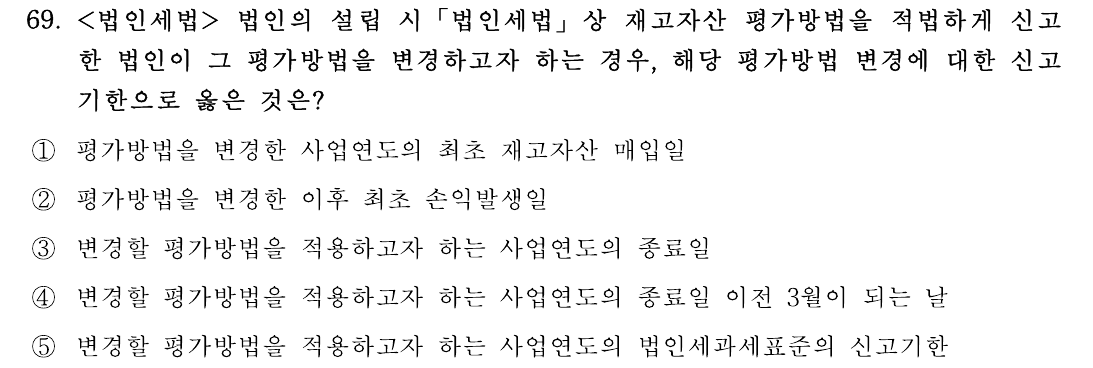 69. <법인세법> 법인의 설립 시 「법인세법」상 재고자산 평가방법을 적법하게 신고
한 법인이 그 평가방법을 변경하고자 하는 경우, 해당 평가방법 변경에 대한 신고
기한으로 옳은 것은?
① 평가방법을 변경한 사업연도의 최초 재고자산 매입일
② 평가방법을 변경한 이후 최초 손익발생일
③ 변경할 평가방법을 적용하고자 하는 사업연도의 종료일
④ 변경할 평가방법을 적용하고자 하는 사업연도의 종료일 이전 3월이 되는 날
⑤ 변경할 평가방법을 적용하고자 하는 사업연도의 법인세과세표준의 신고기한